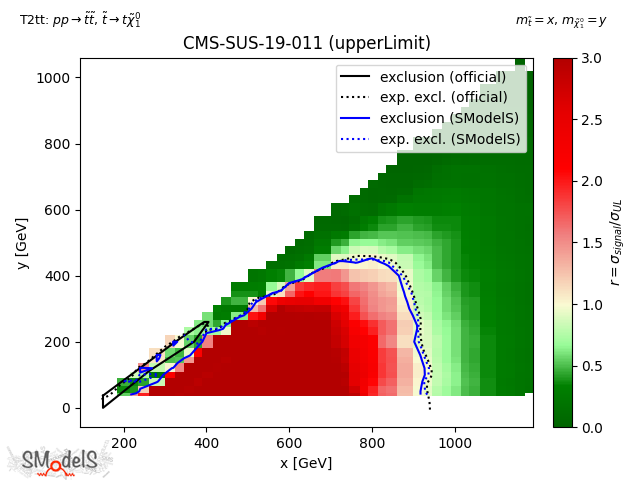 T2tt: pp → t̃t̃, t̃ → tχ̃⁰₁
m_t̃ = x, m_χ̃⁰₁ = y
CMS-SUS-19-011 (upperLimit)
exclusion (official)
exp. excl. (official)
exclusion (SModelS)
exp. excl. (SModelS)
1000
800
600
400
200
0
y [GeV]
200 400 600 800 1000
x [GeV]
3.0
2.5
2.0
1.5
1.0
0.5
0.0
r = σ_signal/σ_UL
SModelS